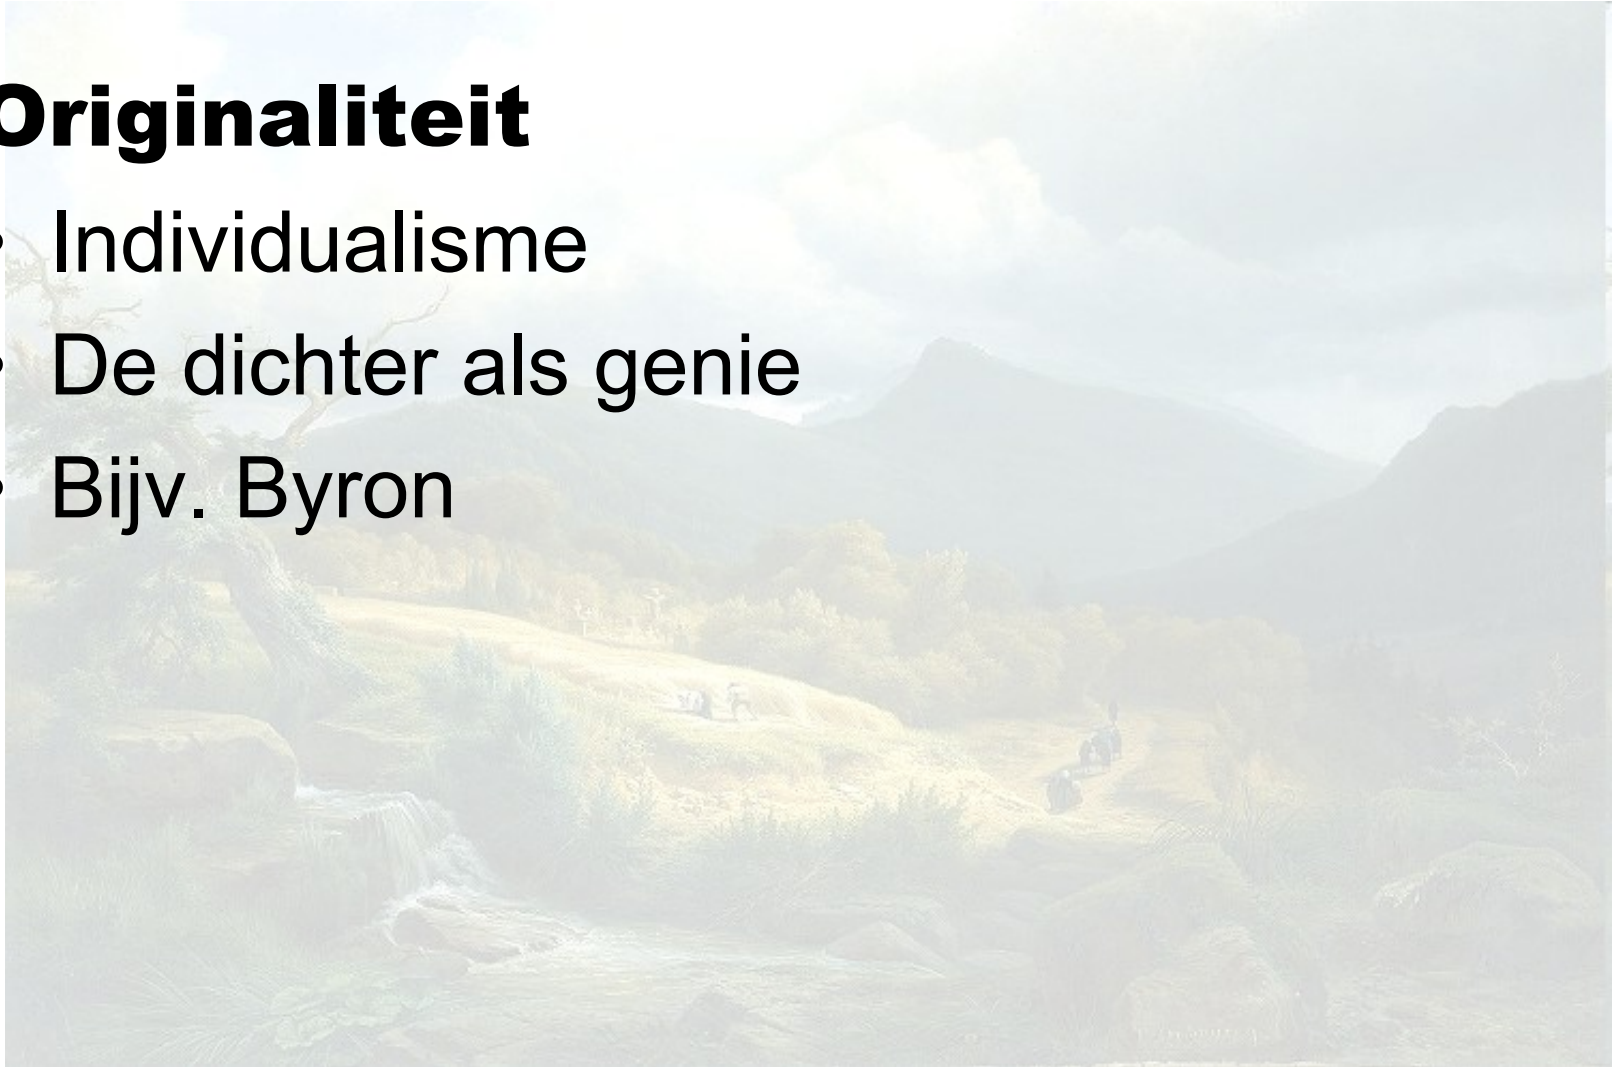 Originaliteit
• Individualisme
• De dichter als genie
• Bijv. Byron